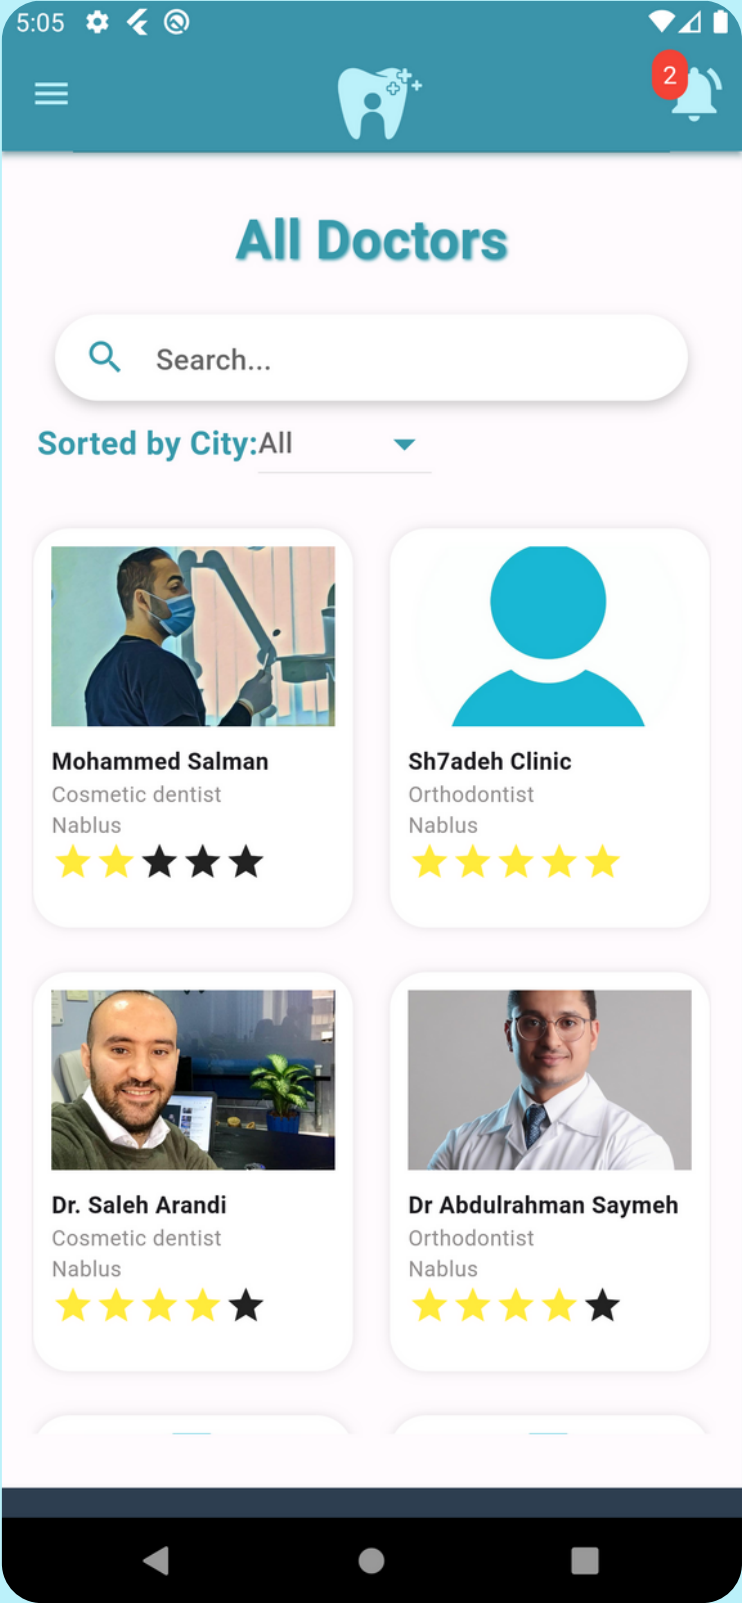 5:05
2
All Doctors
Search...
Sorted by City: All
Mohammed Salman
Cosmetic dentist
Nablus
Sh7adeh Clinic
Orthodontist
Nablus
Dr. Saleh Arandi
Cosmetic dentist
Nablus
Dr Abdulrahman Saymeh
Orthodontist
Nablus